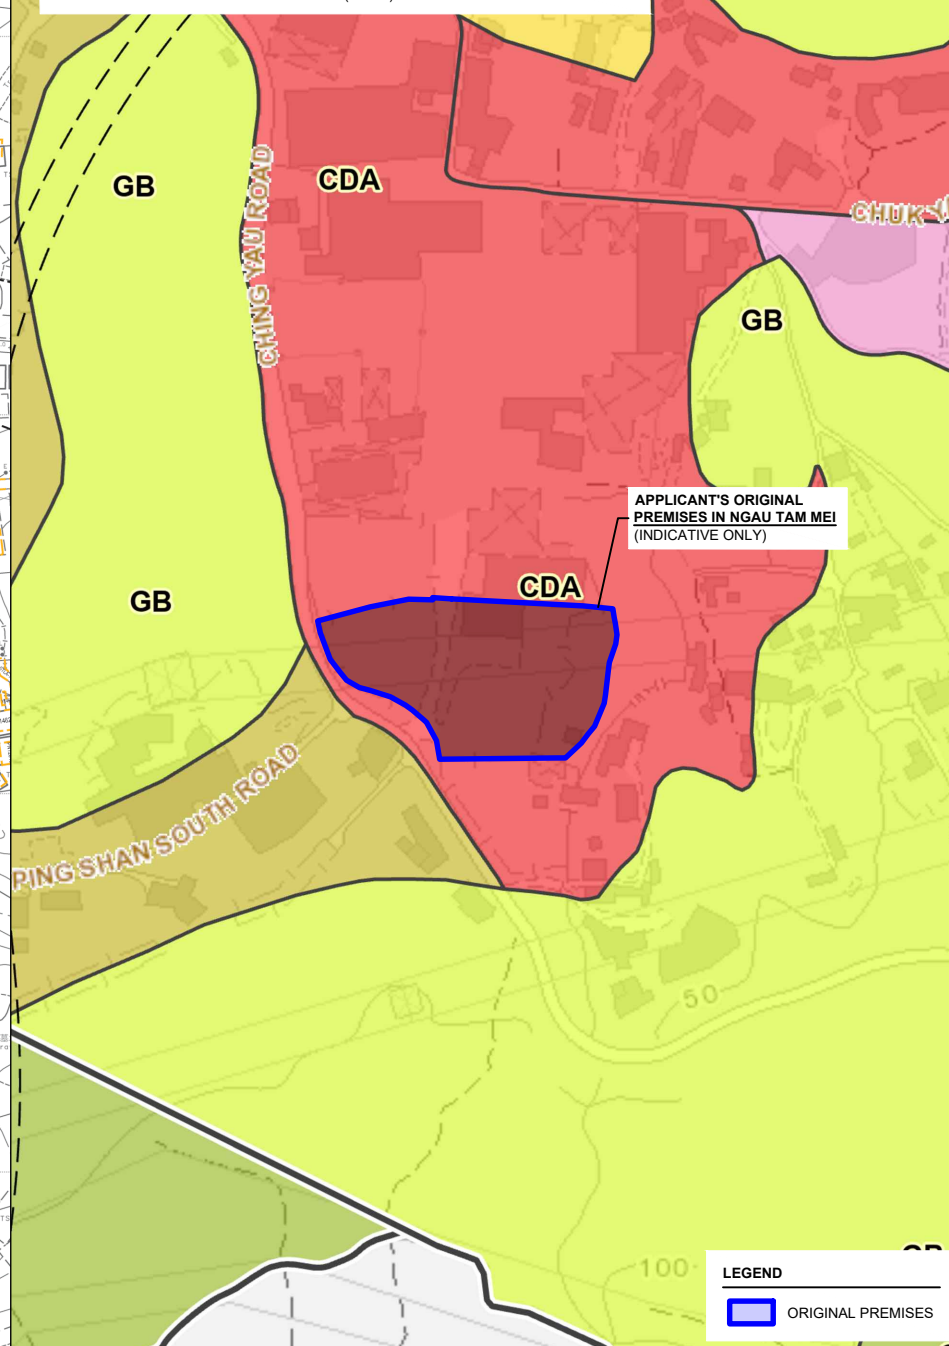 GB
CDA
CHING YAU ROAD
GB
APPLICANT'S ORIGINAL
PREMISES IN NGAU TAM MEI
(INDICATIVE ONLY)
CDA
GB
PING SHAN SOUTH ROAD
50
100
LEGEND
ORIGINAL PREMISES